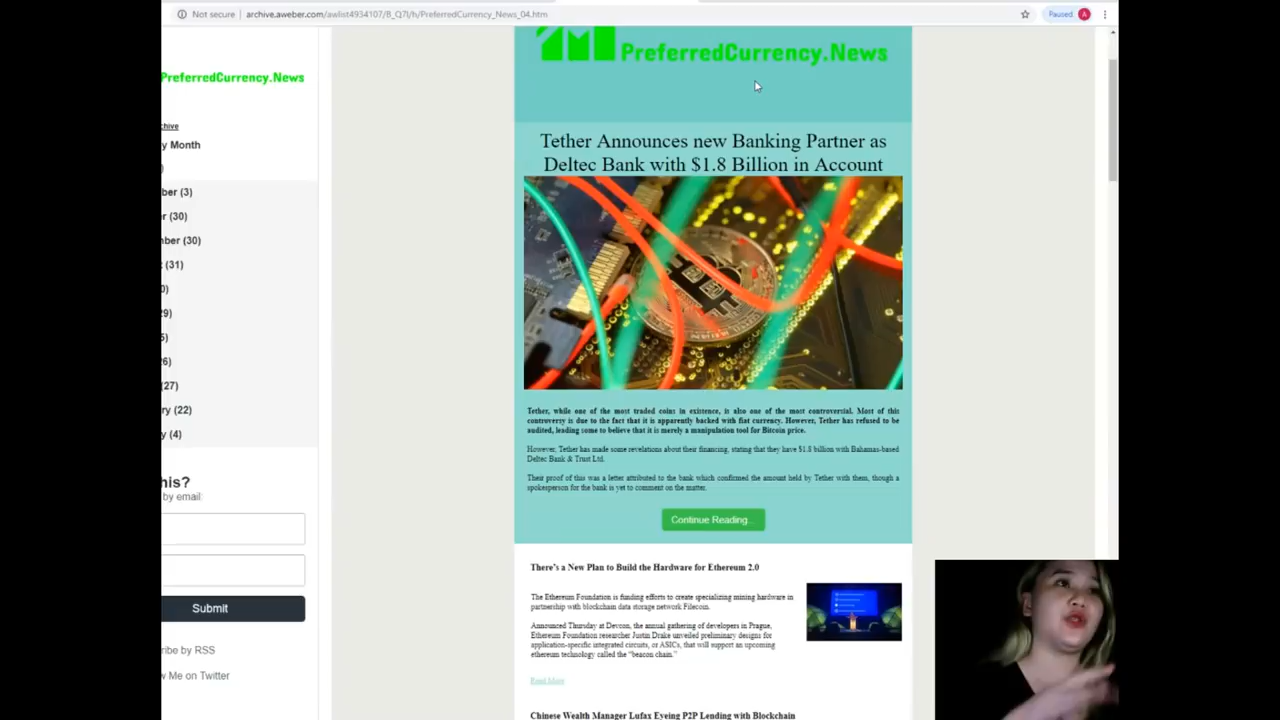 Not secure | archive.aweber.com/awlist4934107/B_Q7I/h/PreferredCurrency_News_04.htm
Paused
A
PreferredCurrency.News
chive
y Month
)
ber (3)
r (30)
mber (30)
t (31)
0)
29)
5)
26)
(27)
ry (22)
y (4)
his?
by email:
Submit
ribe by RSS
w Me on Twitter
PreferredCurrency.News
Tether Announces new Banking Partner as
Deltec Bank with $1.8 Billion in Account
Tether, while one of the most traded coins in existence, is also one of the most controversial. Most of this
controversy is due to the fact that it is apparently backed with fiat currency. However, Tether has refused to be
audited, leading some to believe that it is merely a manipulation tool for Bitcoin price.
However, Tether has made some revelations about their financing, stating that they have $1.8 billion with Bahamas-based
Deltec Bank & Trust Ltd.
Their proof of this was a letter attributed to the bank which confirmed the amount held by Tether with them, though a
spokesperson for the bank is yet to comment on the matter.
Continue Reading...
There's a New Plan to Build the Hardware for Ethereum 2.0
The Ethereum Foundation is funding efforts to create specializing mining hardware in
partnership with blockchain data storage network Filecoin.
Announced Thursday at Devcon, the annual gathering of developers in Prague,
Ethereum Foundation researcher Justin Drake unveiled preliminary designs for
application-specific integrated circuits, or ASICs, that will support an upcoming
ethereum technology called the "beacon chain."
Read More
Chinese Wealth Manager Lufax Eyeing P2P Lending with Blockchain